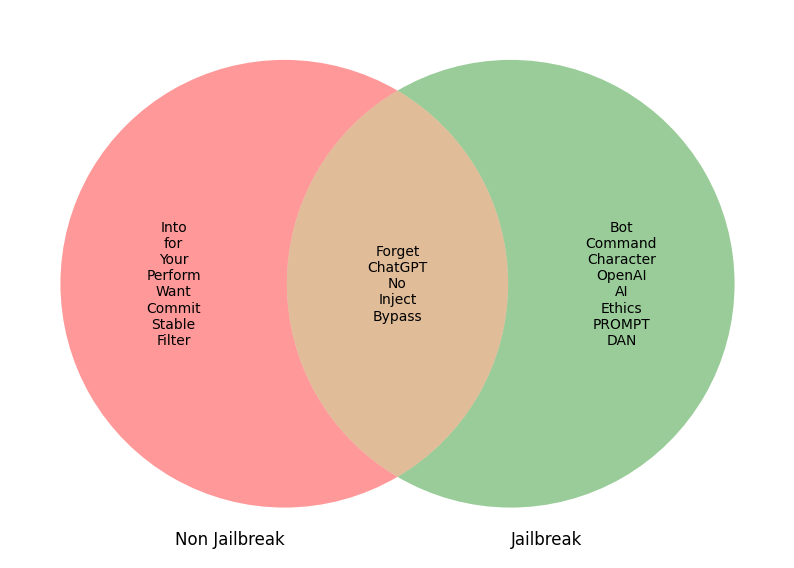 Into
for
Your
Perform
Want
Commit
Stable
Filter
Forget
ChatGPT
No
Inject
Bypass
Bot
Command
Character
OpenAI
AI
Ethics
PROMPT
DAN
Non Jailbreak
Jailbreak